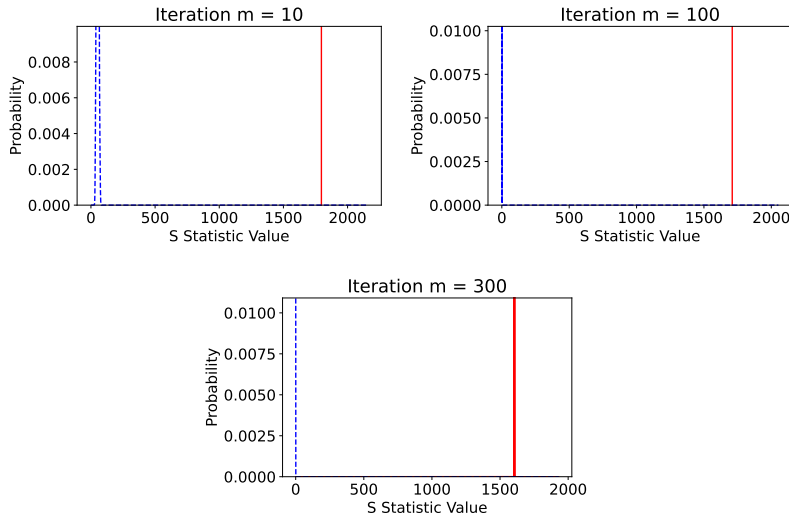 Iteration m = 10
Probability
0.008
0.006
0.004
0.002
0.000
0 500 1000 1500 2000
S Statistic Value
Iteration m = 100
Probability
0.0100
0.0075
0.0050
0.0025
0.0000
0 500 1000 1500 2000
S Statistic Value
Iteration m = 300
Probability
0.0100
0.0075
0.0050
0.0025
0.0000
0 500 1000 1500 2000
S Statistic Value